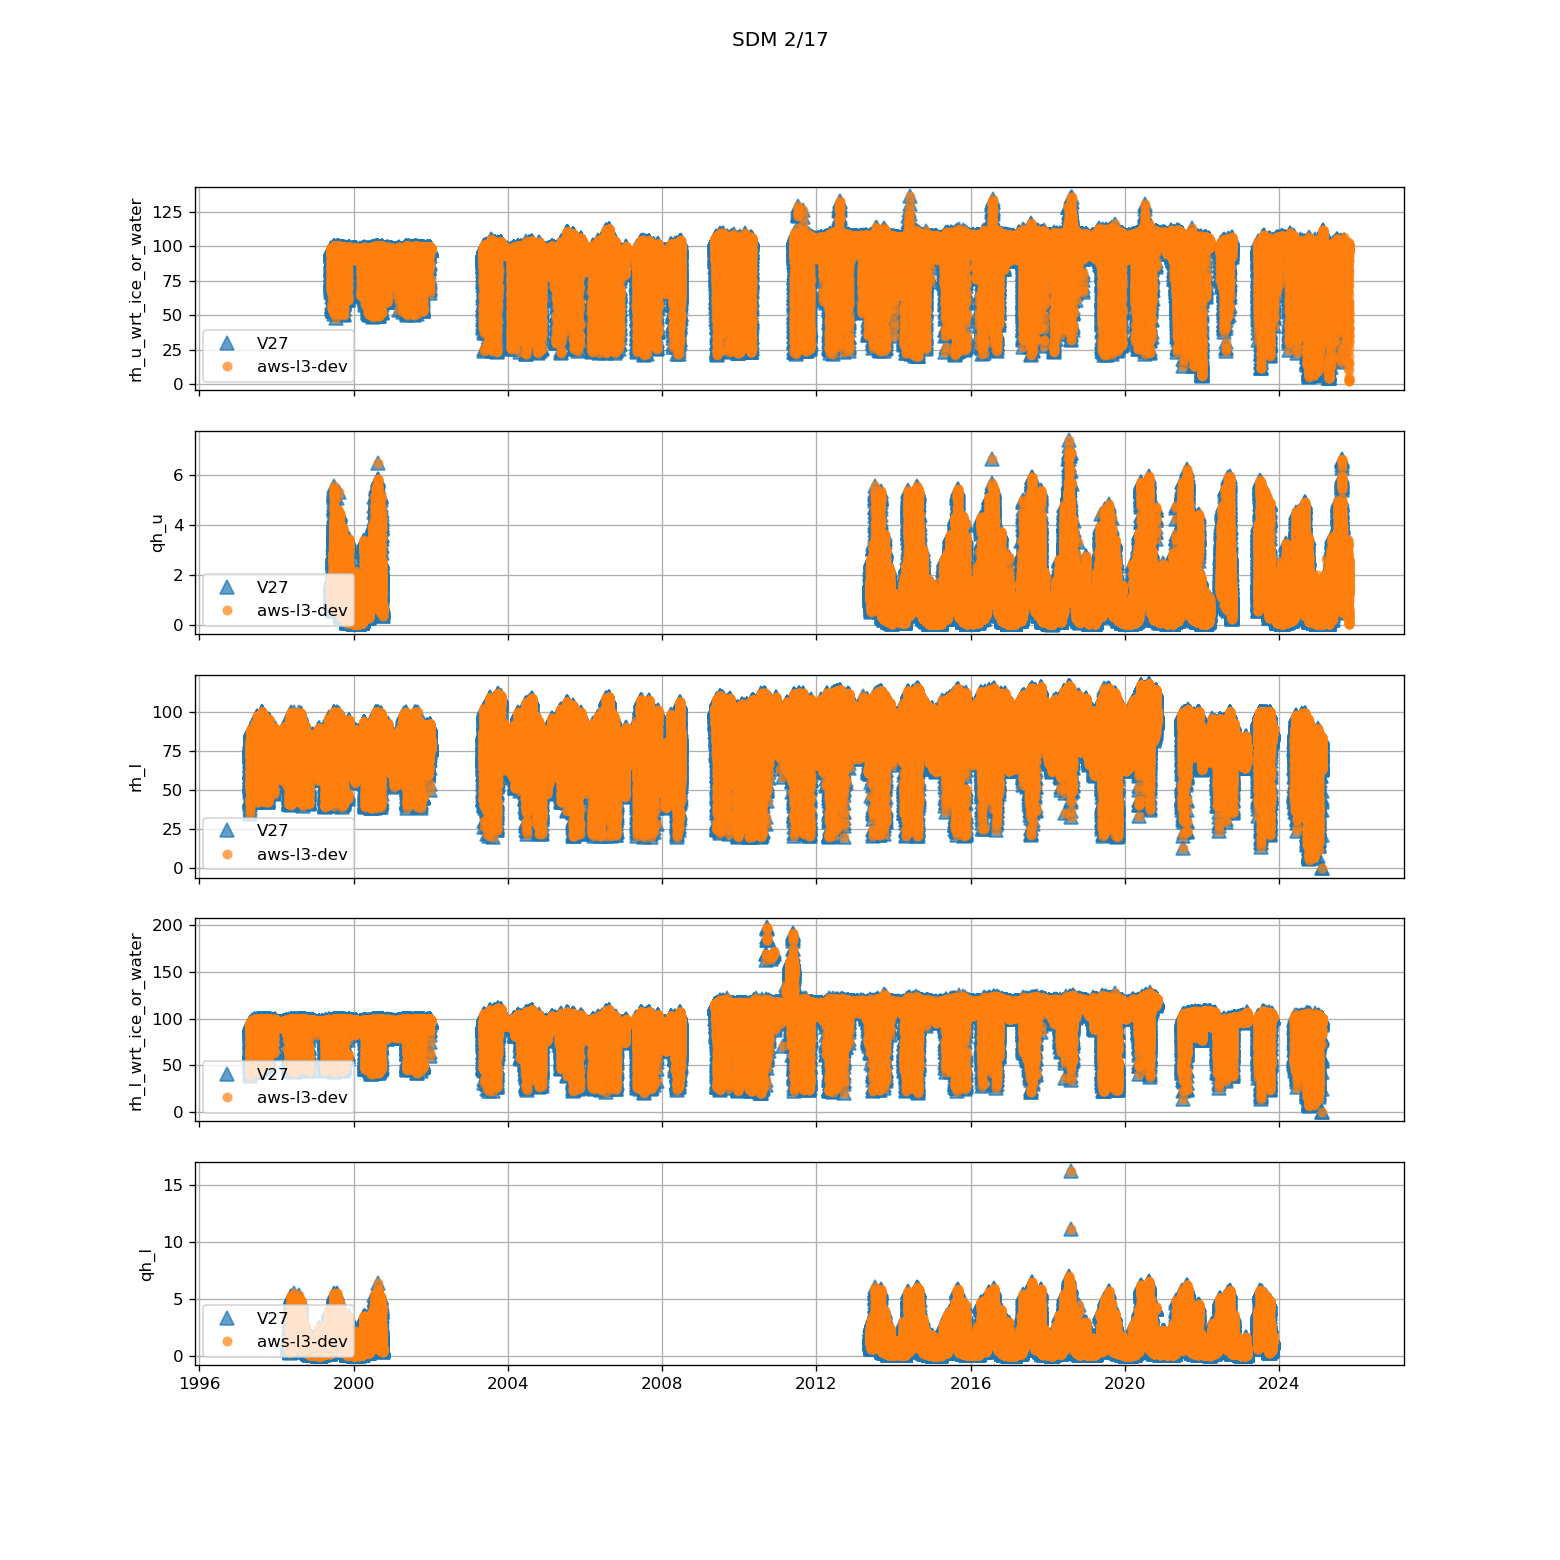 SDM 2/17
rh_u_wrt_ice_or_water
125
100
75
50
25
0
V27
aws-l3-dev
qh_u
6
4
2
0
V27
aws-l3-dev
rh_l
100
75
50
25
0
V27
aws-l3-dev
rh_l_wrt_ice_or_water
200
150
100
50
0
V27
aws-l3-dev
qh_l
15
10
5
0
V27
aws-l3-dev
1996 2000 2004 2008 2012 2016 2020 2024